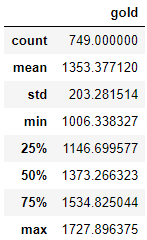 gold
count 749.000000
mean 1353.377120
std 203.281514
min 1006.338327
25% 1146.699577
50% 1373.266323
75% 1534.825044
max 1727.896375